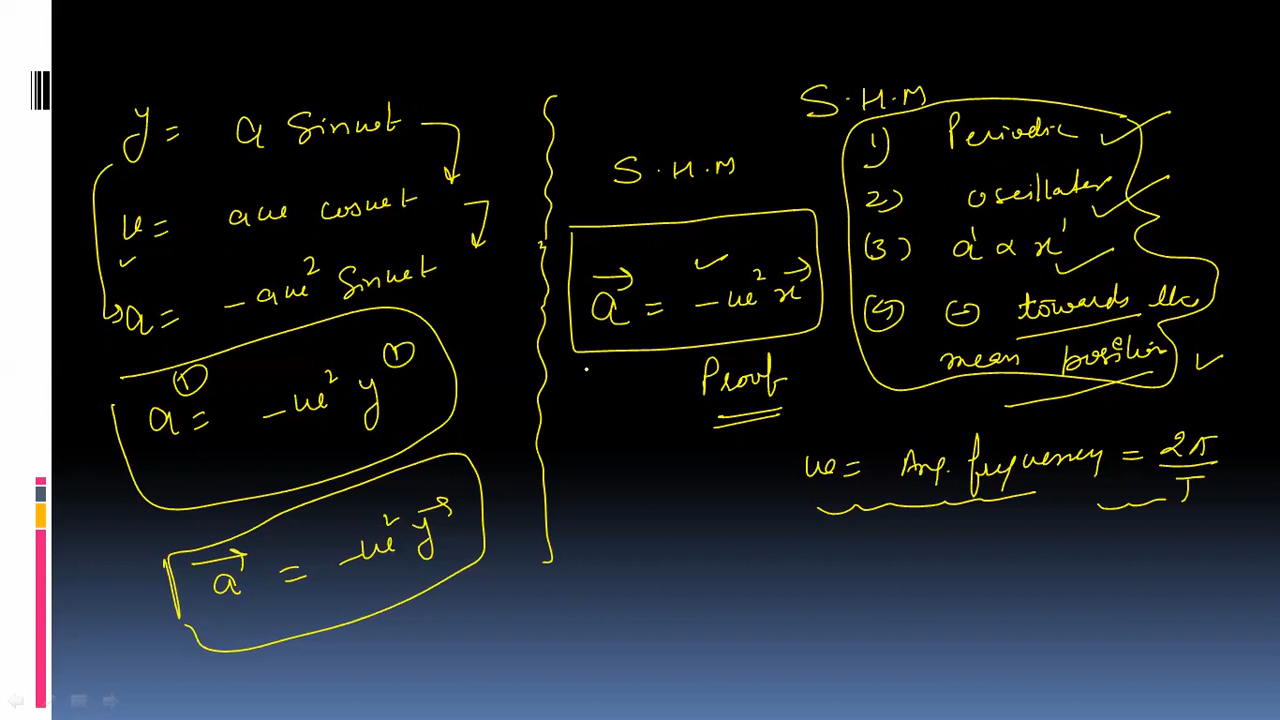 y = a sinωt
v = aω cosωt
a = -aω² sinωt
a = -ω² y
a⃗ = -ω² y⃗
S.H.M
a⃗ = -ω² x⃗
Proof
S.H.M
1) Periodic
2) oscillates
(3) a ∝ x
(4) ⊖ towards the
mean position
ω = Ang. frequency = 2π/T